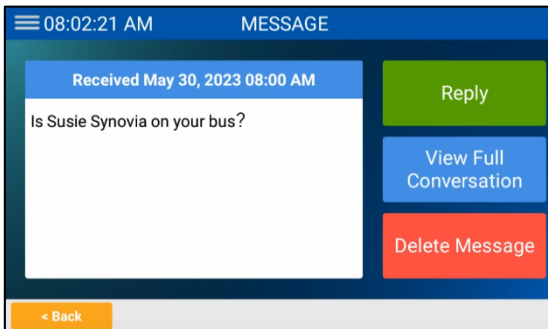 08:02:21 AM MESSAGE
Received May 30, 2023 08:00 AM
Is Susie Synovia on your bus?
Reply
View Full
Conversation
Delete Message
< Back